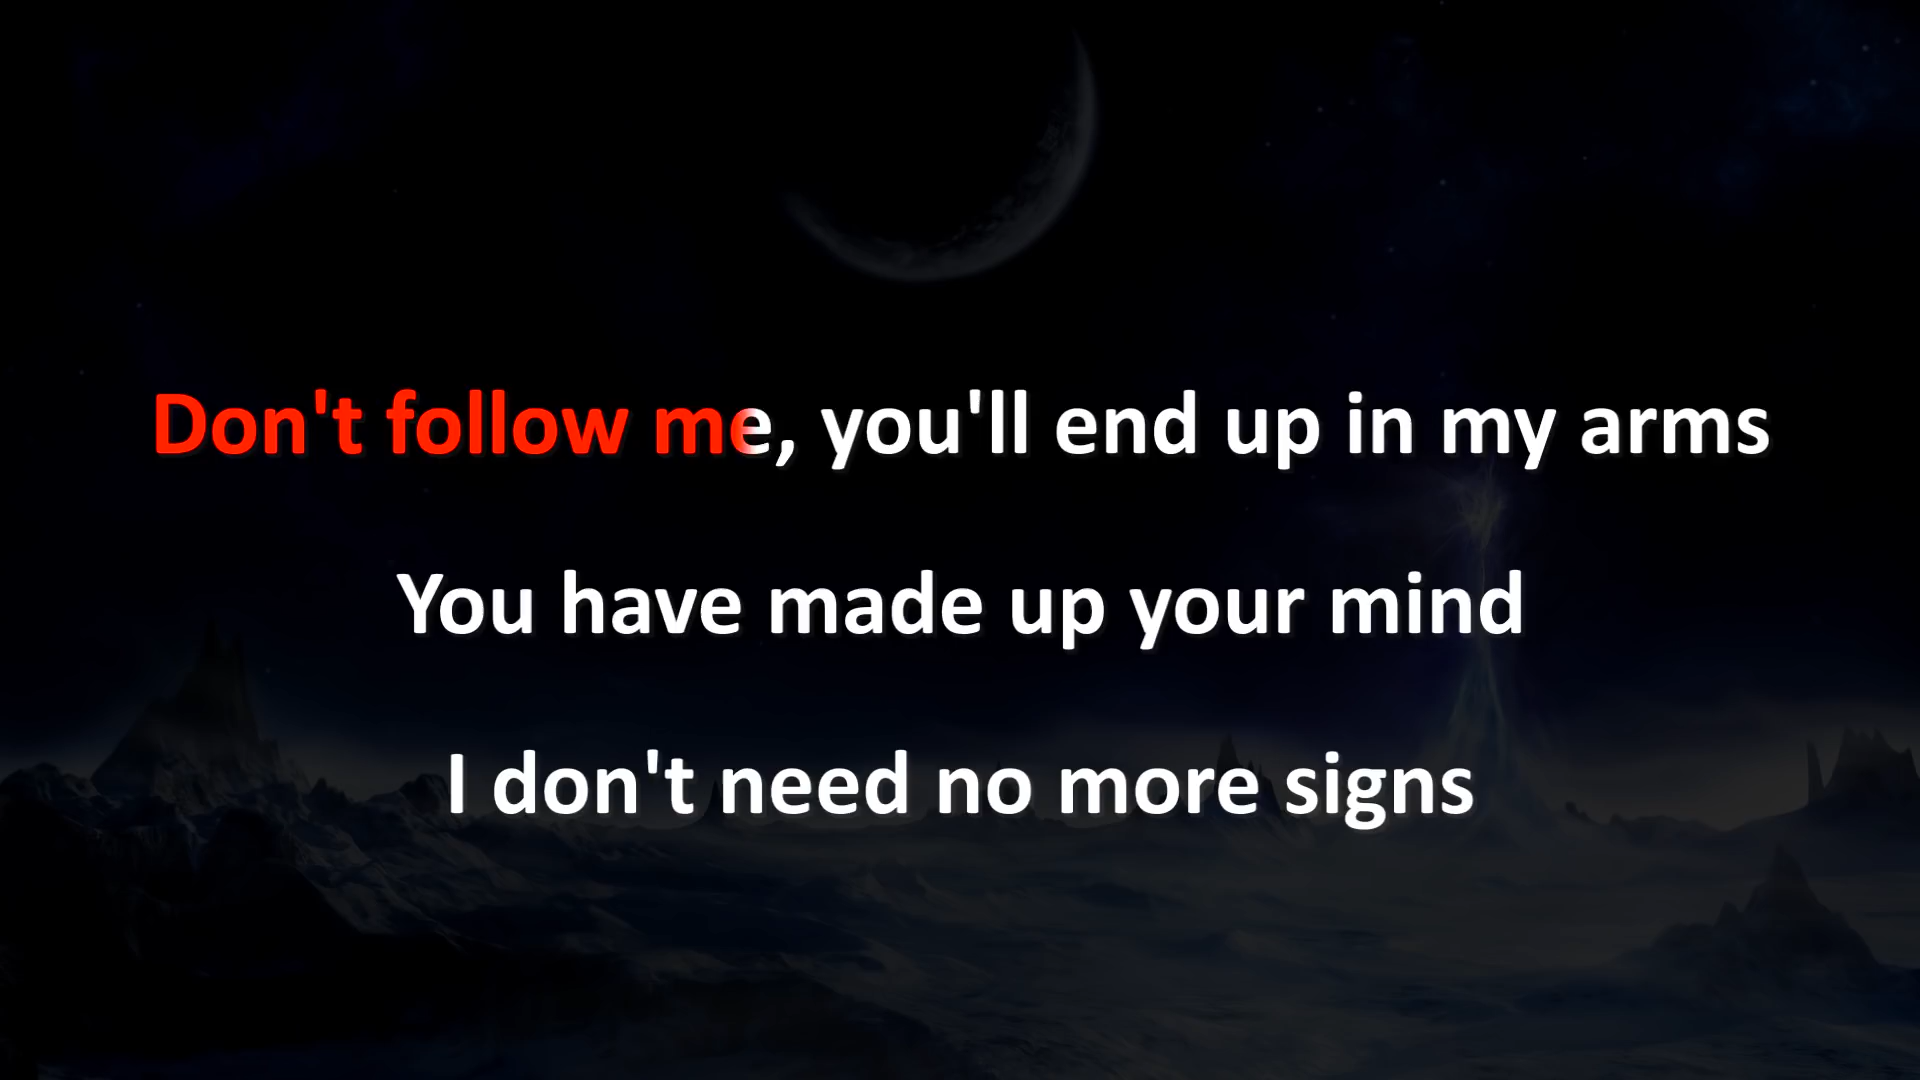 Don't follow me, you'll end up in my arms
You have made up your mind
I don't need no more signs